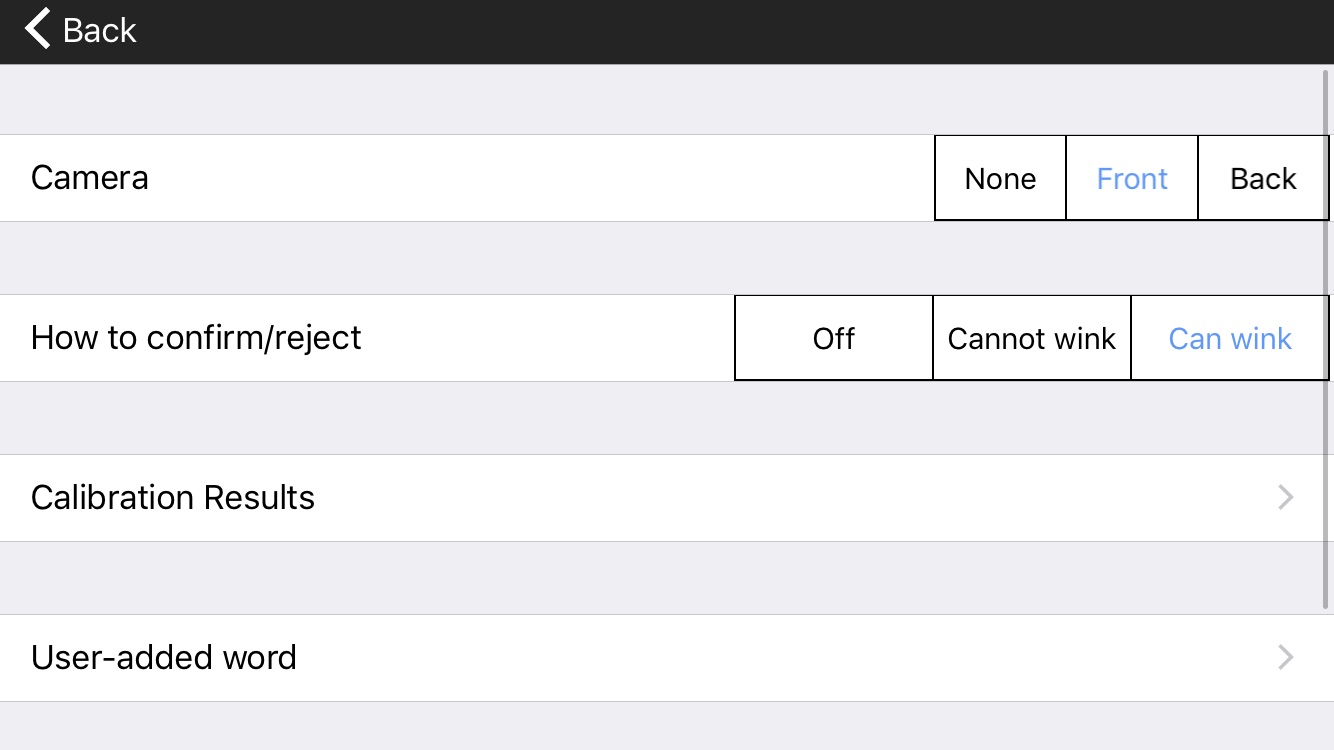 Back
Camera None Front Back
How to confirm/reject Off Cannot wink Can wink
Calibration Results
User-added word